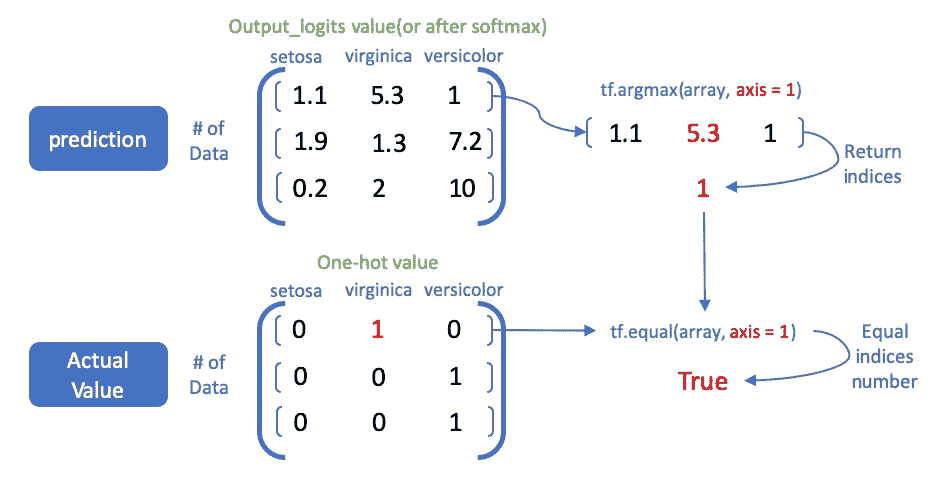 Output_logits value(or after softmax)
setosa virginica versicolor
prediction
# of
Data
1.1 5.3 1
1.9 1.3 7.2
0.2 2 10
tf.argmax(array, axis = 1)
1.1 5.3 1
Return
indices
1
One-hot value
setosa virginica versicolor
Actual
Value
# of
Data
0 1 0
0 0 1
0 0 1
tf.equal(array, axis = 1)
Equal
indices
number
True